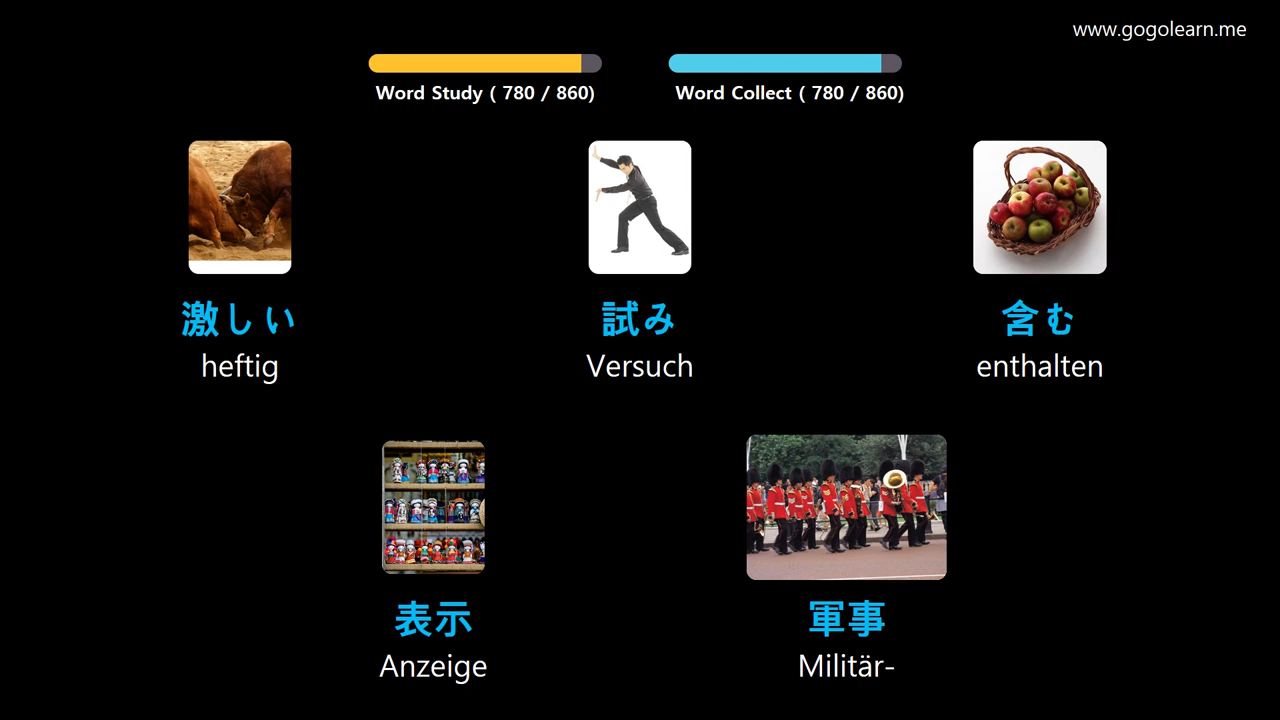 www.gogolearn.me
Word Study ( 780 / 860)
Word Collect ( 780 / 860)
激しい
heftig
試み
Versuch
含む
enthalten
表示
Anzeige
軍事
Militär-